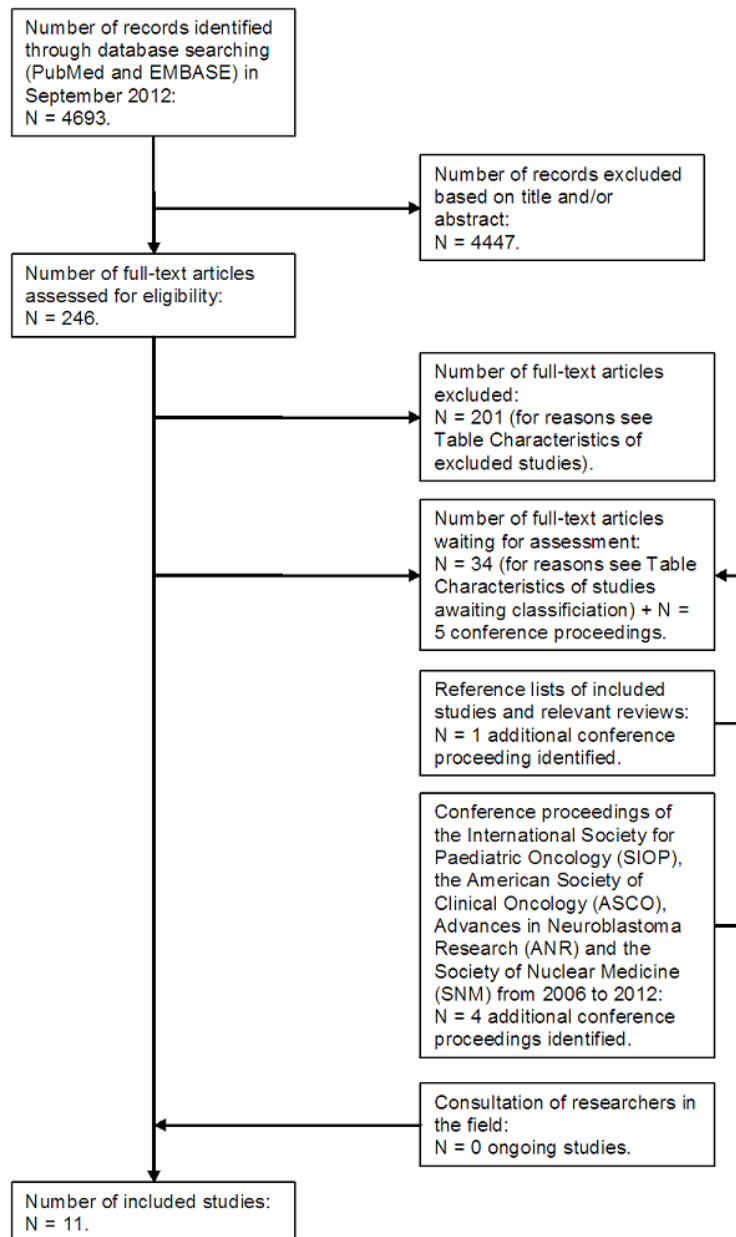 Number of records identified
through database searching
(PubMed and EMBASE) in
September 2012:
N = 4693.
Number of records excluded
based on title and/or
abstract:
N = 4447.
Number of full-text articles
assessed for eligibility:
N = 246.
Number of full-text articles
excluded:
N = 201 (for reasons see
Table Characteristics of
excluded studies).
Number of full-text articles
waiting for assessment:
N = 34 (for reasons see Table
Characteristics of studies
awaiting classificiation) + N =
5 conference proceedings.
Reference lists of included
studies and relevant reviews:
N = 1 additional conference
proceeding identified.
Conference proceedings of
the International Society for
Paediatric Oncology (SIOP),
the American Society of
Clinical Oncology (ASCO),
Advances in Neuroblastoma
Research (ANR) and the
Society of Nuclear Medicine
(SNM) from 2006 to 2012:
N = 4 additional conference
proceedings identified.
Consultation of researchers in
the field:
N = 0 ongoing studies.
Number of included studies:
N = 11.